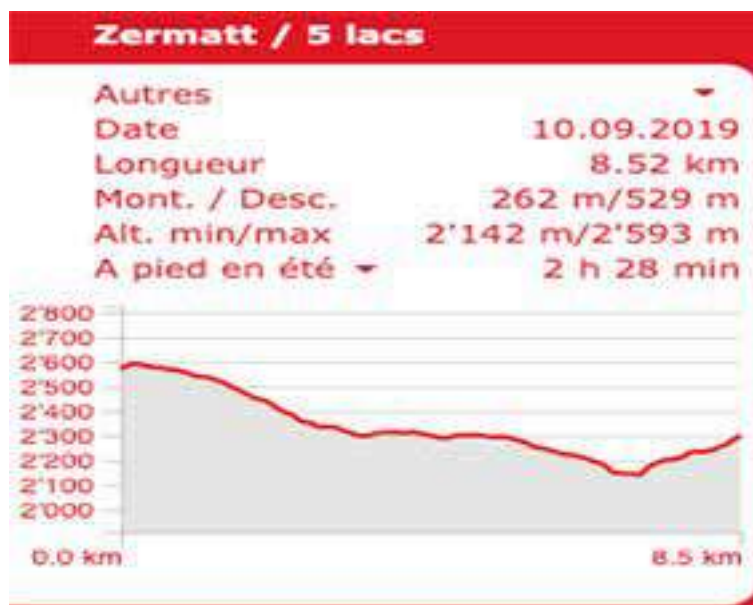 Zermatt / 5 lacs
Autres
Date 10.09.2019
Longueur 8.52 km
Mont. / Desc. 262 m/529 m
Alt. min/max 2'142 m/2'593 m
A pied en été 2 h 28 min
2'800
2'700
2'600
2'500
2'400
2'300
2'200
2'100
2'000
0.0 km 8.5 km